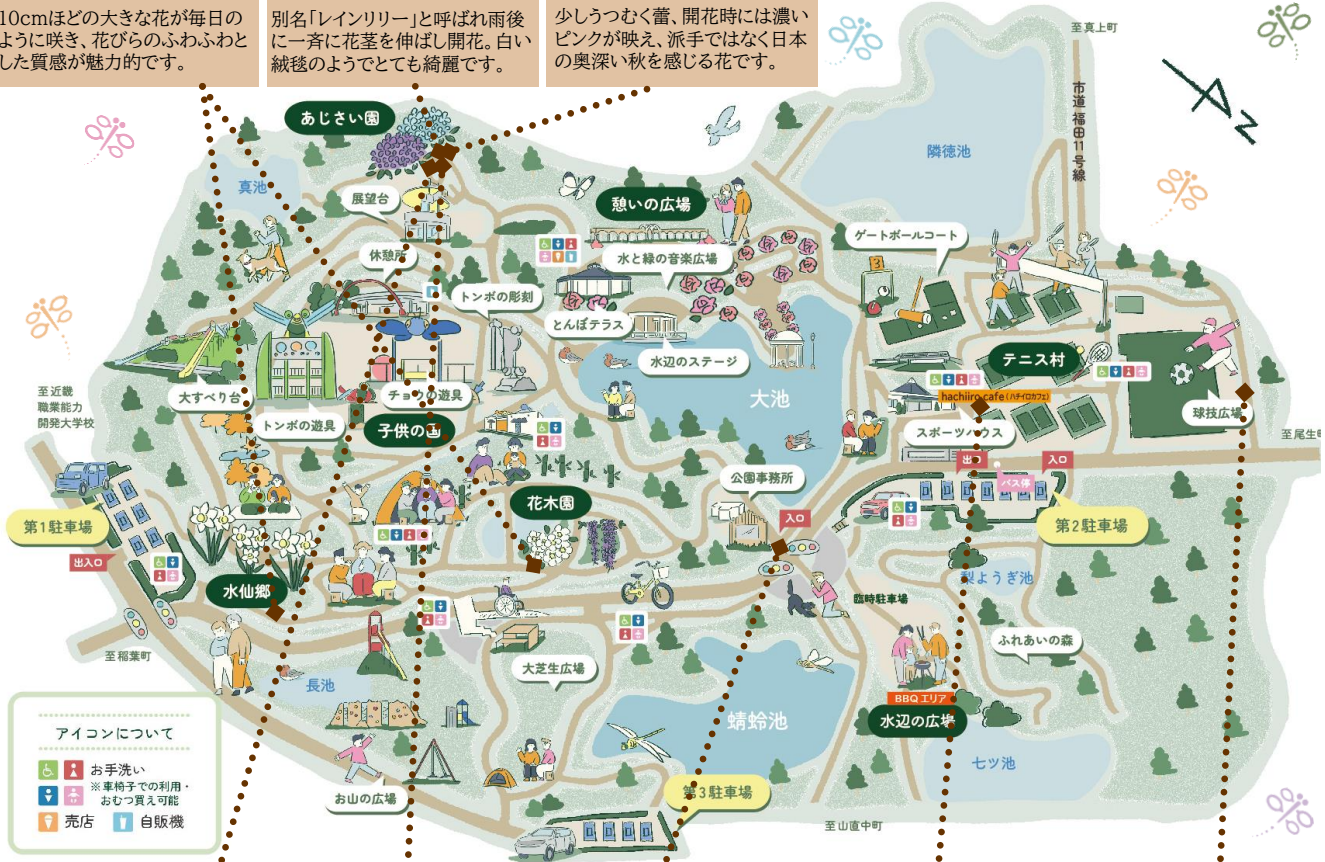 10cmほどの大きな花が毎日の
ように咲き、花びらのふわふわと
した質感が魅力的です。
別名「レインリリー」と呼ばれ雨後
に一斉に花茎を伸ばし開花。白い
絨毯のようでとても綺麗です。
少しうつむく蕾、開花時には濃い
ピンクが映え、派手ではなく日本
の奥深い秋を感じる花です。
至真上町
N
市道福田11号線
あじさい園
隣徳池
真池
展望台
憩いの広場
ゲートボールコート
休憩所
水と緑の音楽広場
トンボの彫刻
3
とんぼテラス
水辺のステージ
テニス村
至近畿
職業能力
開発大学校
大すべり台
チョウの遊具
大池
hachiiro cafe(ハチイロカフェ)
球技広場
トンボの遊具
子供の国
スポーツハウス
至尾生町
出口
入口
バス停
公園事務所
花木園
第1駐車場
入口
第2駐車場
出入口
水仙郷
梨ようぎ池
臨時駐車場
ふれあいの森
至稲葉町
大芝生広場
長池
BBQ エリア
水辺の広場
蜻蛉池
アイコンについて
お手洗い
※車椅子での利用・
おむつ買え可能
売店
自販機
七ツ池
お山の広場
第3駐車場
至山直中町